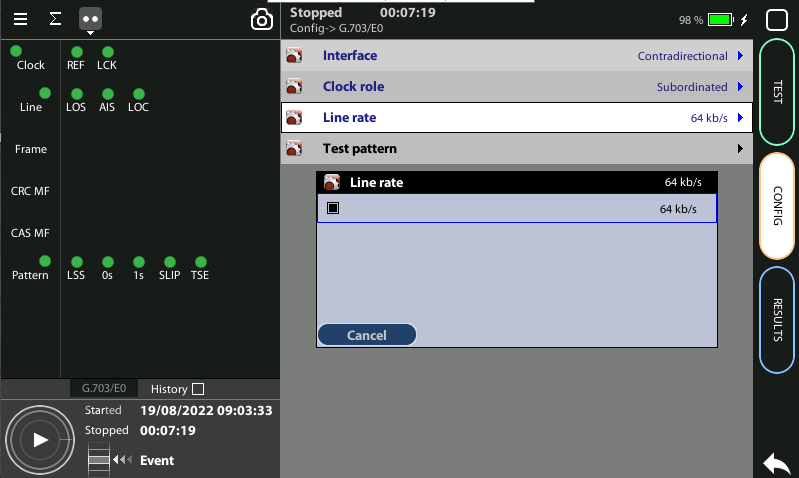 Stopped 00:07:19
Config-> G.703/E0
98 %
Clock REF LCK
Line LOS AIS LOC
Frame
CRC MF
CAS MF
Pattern LSS 0s 1s SLIP TSE
G.703/E0 History
Started 19/08/2022 09:03:33
Stopped 00:07:19
Event
Interface Contradirectional
Clock role Subordinated
Line rate 64 kb/s
Test pattern
Line rate 64 kb/s
64 kb/s
Cancel
TEST
CONFIG
RESULTS